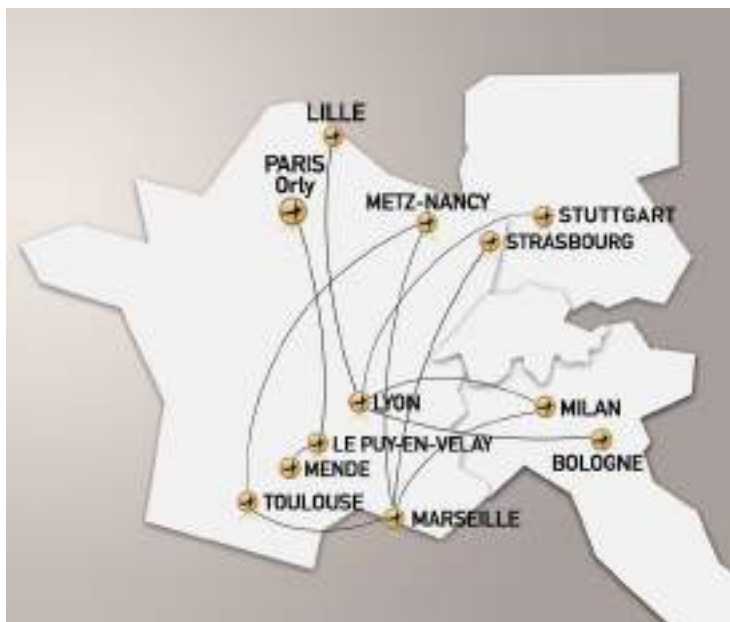 LILLE
PARIS
Orly
METZ-NANCY
STUTTGART
STRASBOURG
LYON
MILAN
LE PUY-EN-VELAY
BOLOGNE
MENDE
TOULOUSE
MARSEILLE